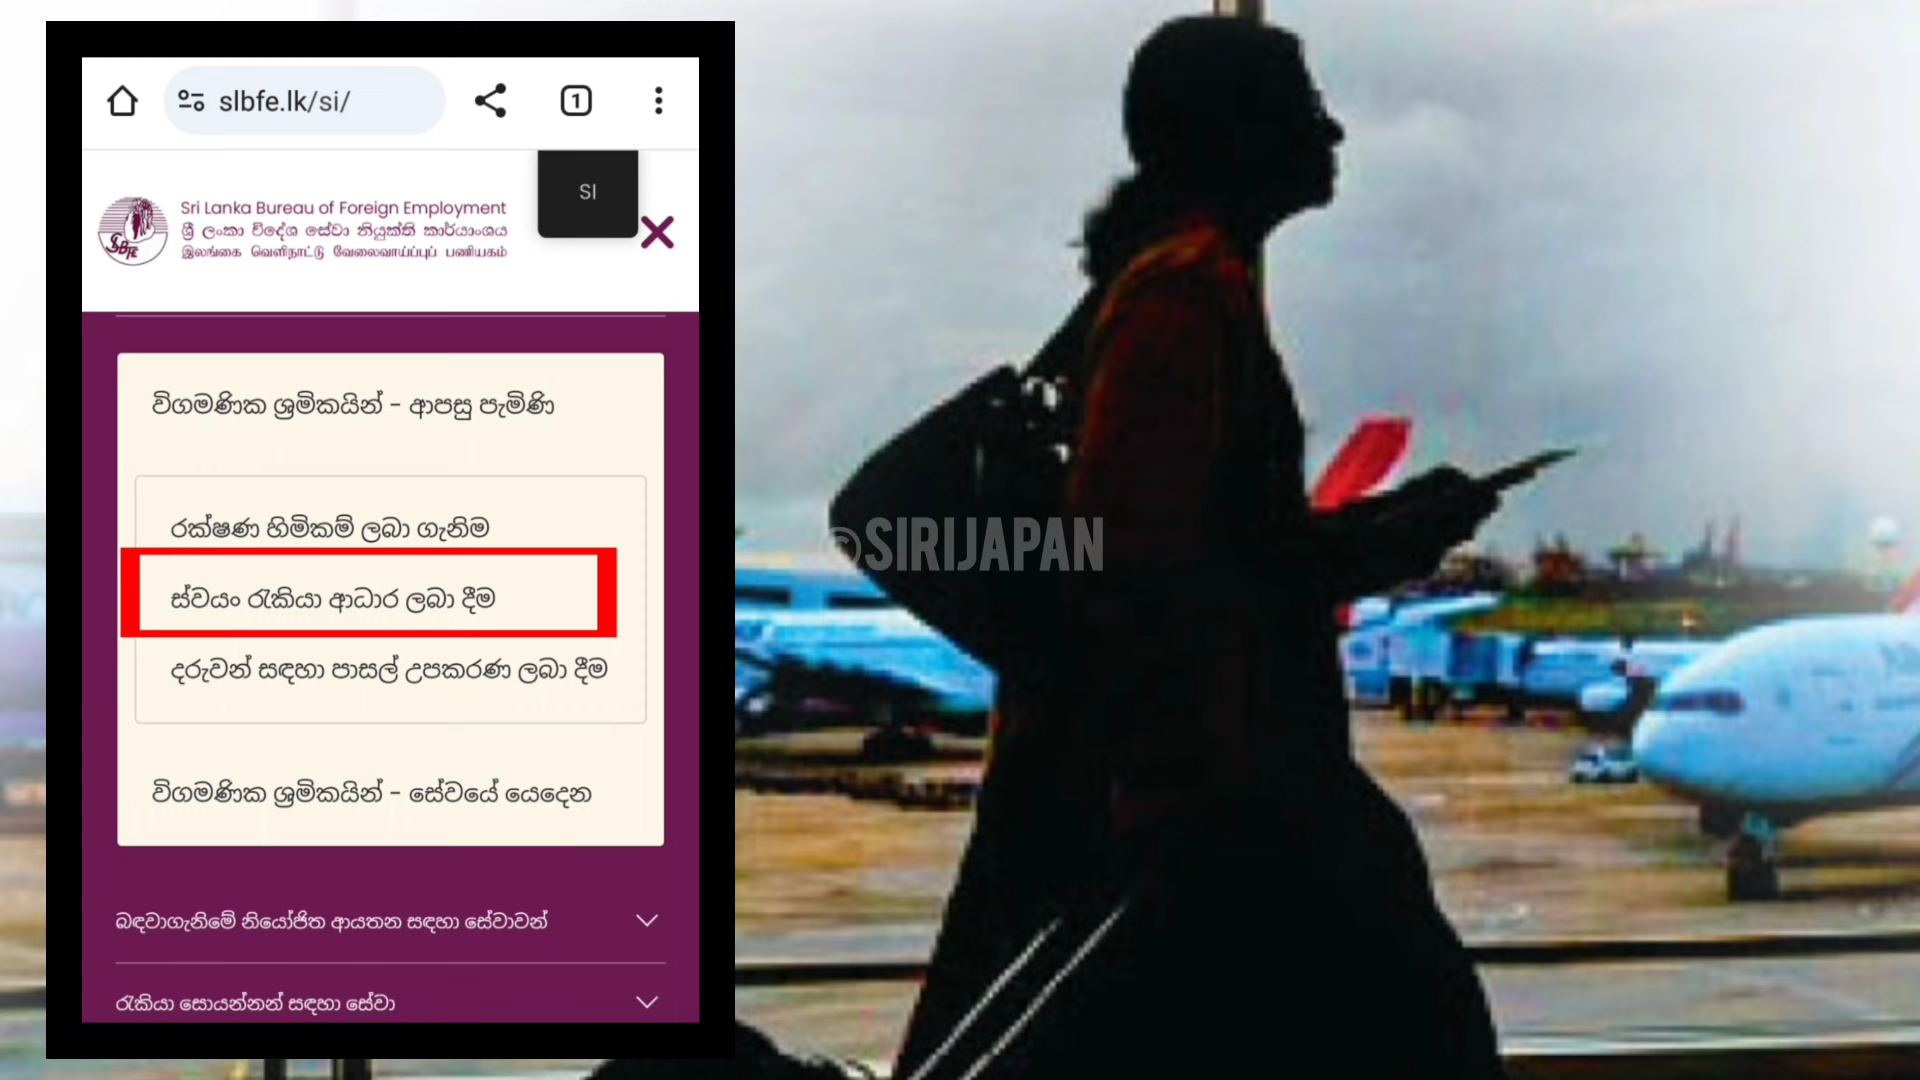 slbfe.lk/si/
1
SI
Sri Lanka Bureau of Foreign Employment
ශ්‍රී ලංකා විදේශ සේවා නියුක්ති කාර්යාංශය
இலங்கை வெளிநாட்டு வேலைவாய்ப்புப் பணியகம்
SBFE
විගමණික ශ්‍රමිකයින් - ආපසු පැමිණි
රක්ෂණ හිමිකම් ලබා ගැනිම
ස්වයං රැකියා ආධාර ලබා දීම
දරුවන් සඳහා පාසල් උපකරණ ලබා දීම
විගමණික ශ්‍රමිකයින් - සේවයේ යෙදෙන
බඳවාගැනිමේ නියෝජිත ආයතන සඳහා සේවාවන්
රැකියා සොයන්නන් සඳහා සේවා
©SIRIJAPAN